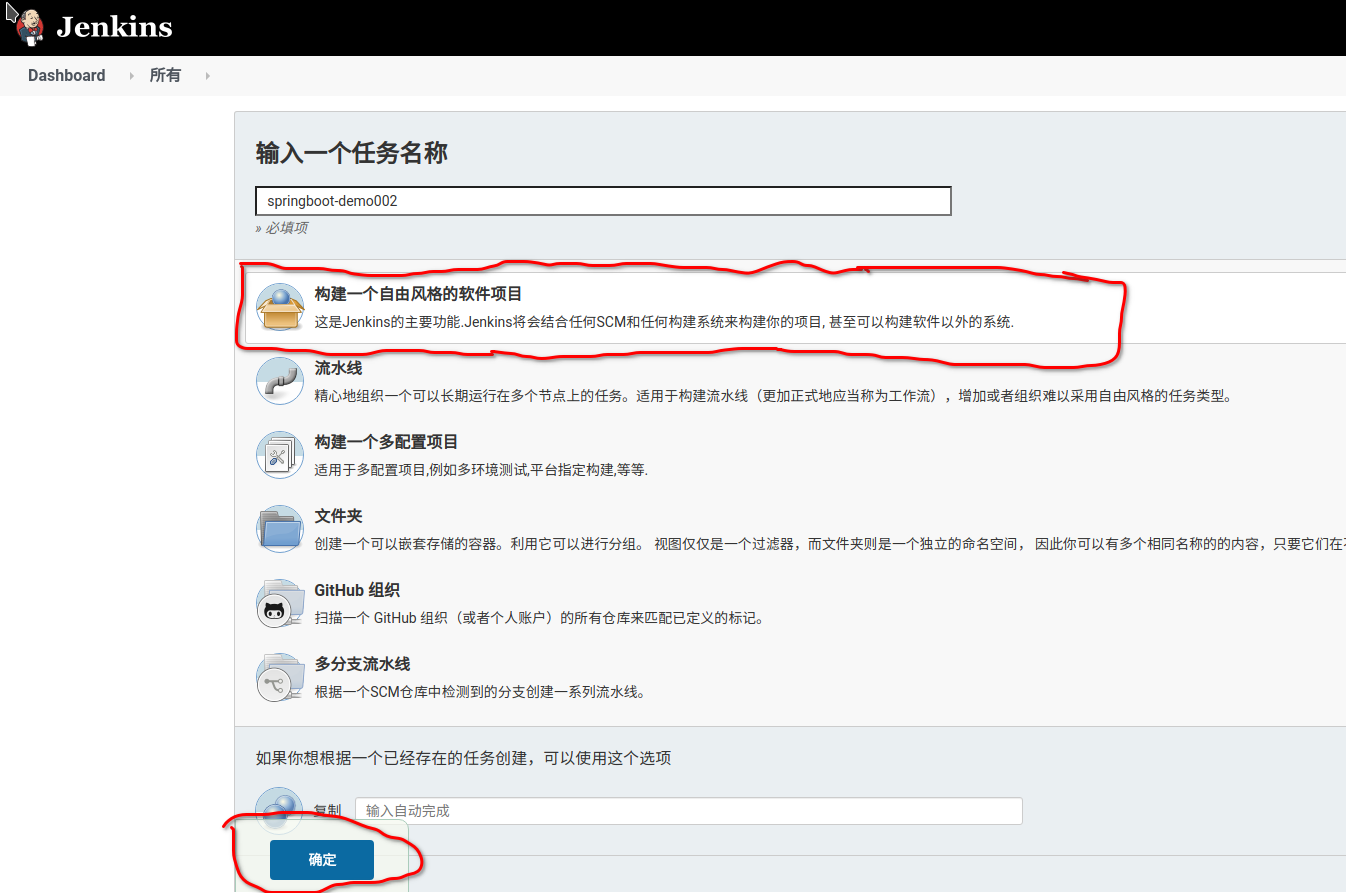 Jenkins
Dashboard
所有
输入一个任务名称
springboot-demo002
» 必填项
构建一个自由风格的软件项目
这是Jenkins的主要功能.Jenkins将会结合任何SCM和任何构建系统来构建你的项目, 甚至可以构建软件以外的系统.
流水线
精心地组织一个可以长期运行在多个节点上的任务。适用于构建流水线（更加正式地应当称为工作流），增加或者组织难以采用自由风格的任务类型。
构建一个多配置项目
适用于多配置项目,例如多环境测试,平台指定构建,等等.
文件夹
创建一个可以嵌套存储的容器。利用它可以进行分组。 视图仅仅是一个过滤器，而文件夹则是一个独立的命名空间， 因此你可以有多个相同名称的的内容，只要它们在
GitHub 组织
扫描一个 GitHub 组织（或者个人账户）的所有仓库来匹配已定义的标记。
多分支流水线
根据一个SCM仓库中检测到的分支创建一系列流水线。
如果你想根据一个已经存在的任务创建，可以使用这个选项
复制 输入自动完成
确定